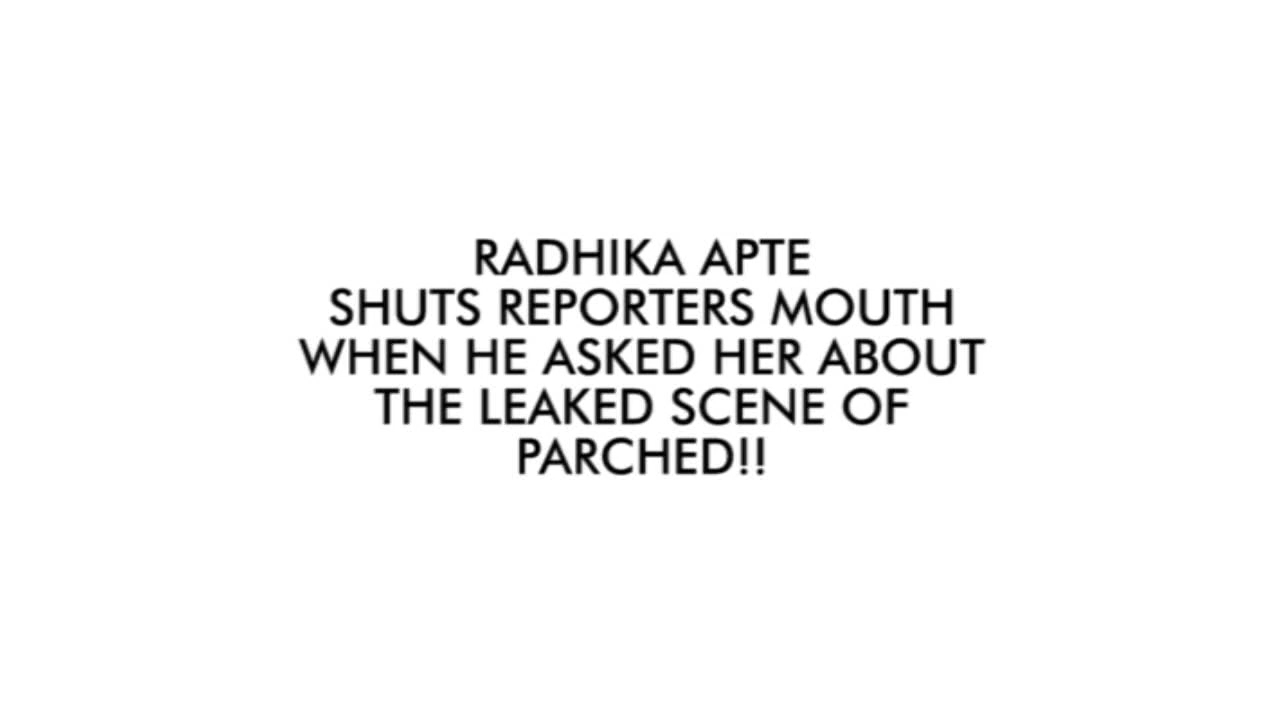 RADHIKA APTE
SHUTS REPORTERS MOUTH
WHEN HE ASKED HER ABOUT
THE LEAKED SCENE OF
PARCHED!!